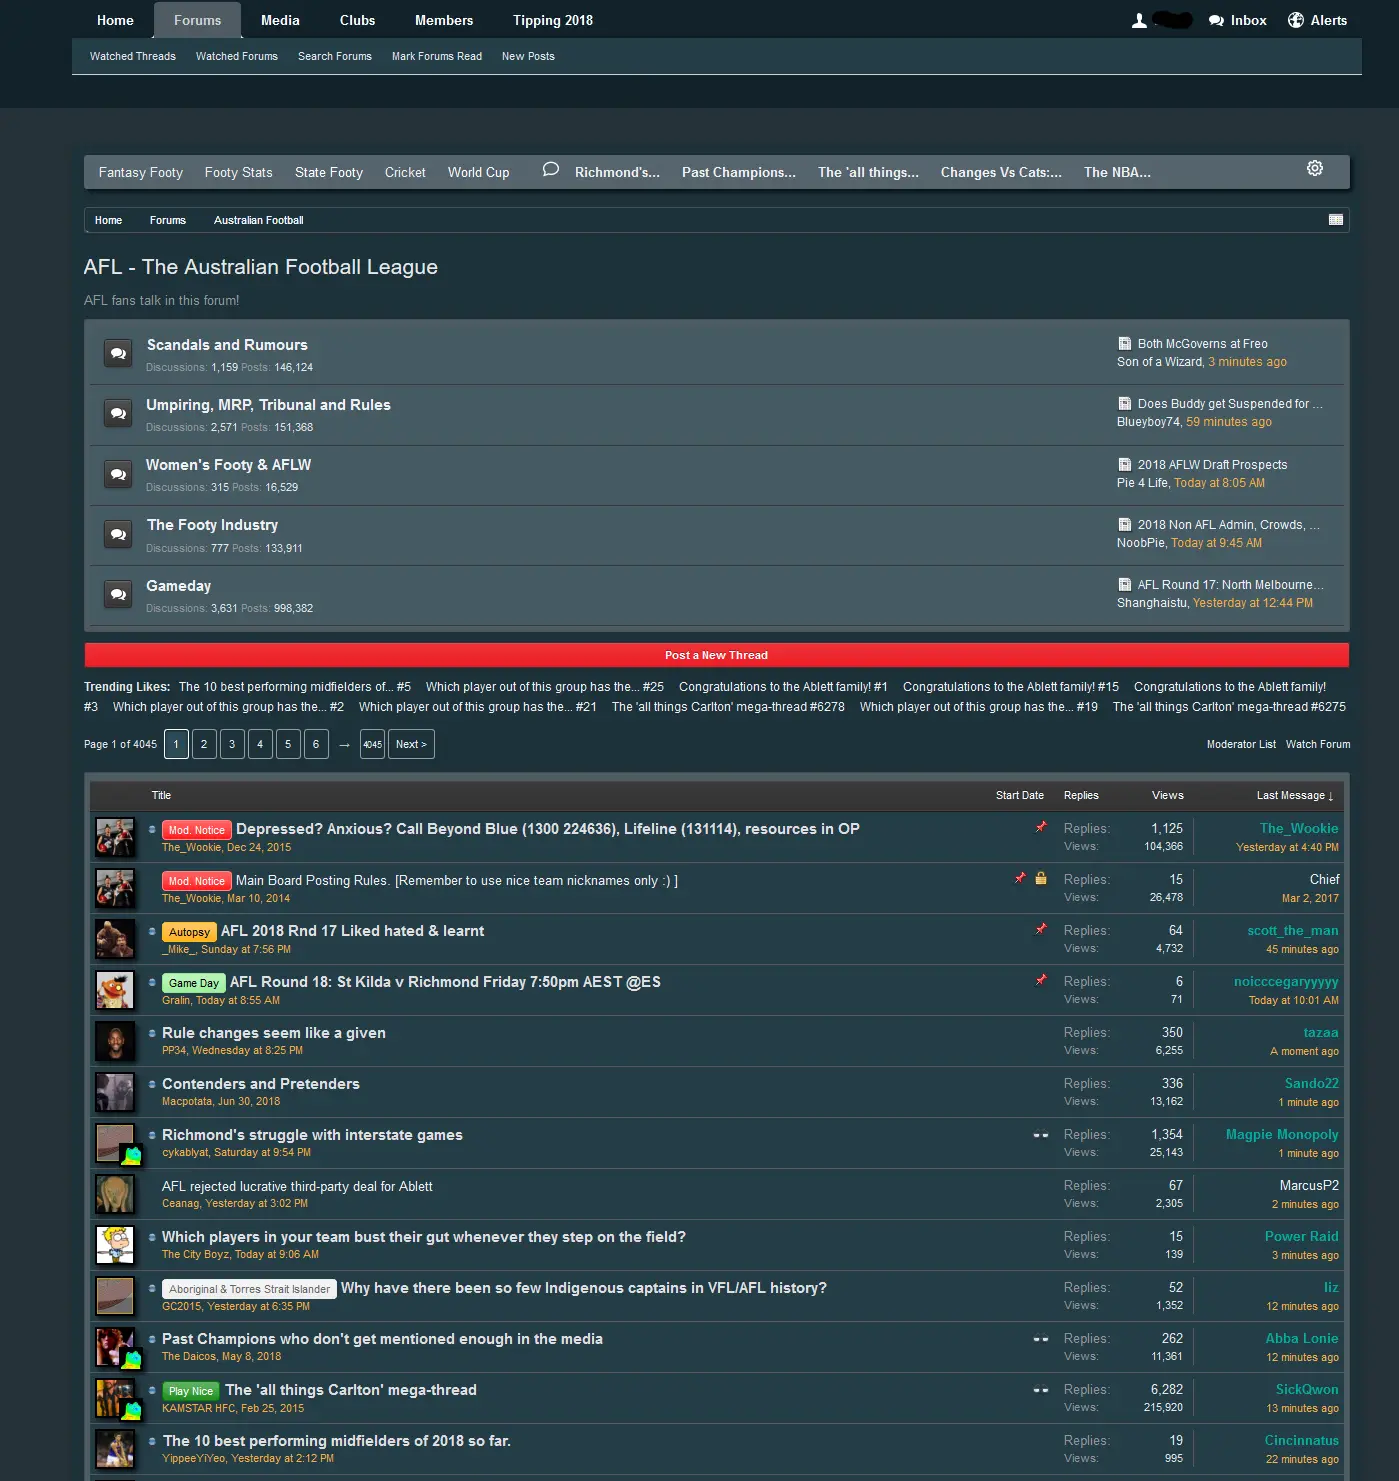 Home Forums Media Clubs Members Tipping 2018 Inbox Alerts
Watched Threads Watched Forums Search Forums Mark Forums Read New Posts
Fantasy Footy Footy Stats State Footy Cricket World Cup Richmond's... Past Champions... The 'all things... Changes Vs Cats:... The NBA...
Home Forums Australian Football
AFL - The Australian Football League
AFL fans talk in this forum!
Scandals and Rumours
Discussions: 1,159 Posts: 146,124
Both McGoverns at Freo
Son of a Wizard, 3 minutes ago
Umpiring, MRP, Tribunal and Rules
Discussions: 2,571 Posts: 151,368
Does Buddy get Suspended for ...
Blueyboy74, 59 minutes ago
Women's Footy & AFLW
Discussions: 315 Posts: 16,529
2018 AFLW Draft Prospects
Pie 4 Life, Today at 8:05 AM
The Footy Industry
Discussions: 777 Posts: 133,911
2018 Non AFL Admin, Crowds, ...
NoobPie, Today at 9:45 AM
Gameday
Discussions: 3,631 Posts: 998,382
AFL Round 17: North Melbourne...
Shanghaistu, Yesterday at 12:44 PM
Post a New Thread
Trending Likes: The 10 best performing midfielders of... #5 Which player out of this group has the... #25 Congratulations to the Ablett family! #1 Congratulations to the Ablett family! #15 Congratulations to the Ablett family!
#3 Which player out of this group has the... #2 Which player out of this group has the... #21 The 'all things Carlton' mega-thread #6278 Which player out of this group has the... #19 The 'all things Carlton' mega-thread #6275
Page 1 of 4045 1 2 3 4 5 6 → 4045 Next > Moderator List Watch Forum
Title Start Date Replies Views Last Message ↓
Mod. Notice Depressed? Anxious? Call Beyond Blue (1300 224636), Lifeline (131114), resources in OP Replies: 1,125 The_Wookie
The_Wookie, Dec 24, 2015 Views: 104,366 Yesterday at 4:40 PM
Mod. Notice Main Board Posting Rules. [Remember to use nice team nicknames only :) ] Replies: 15 Chief
The_Wookie, Mar 10, 2014 Views: 26,478 Mar 2, 2017
Autopsy AFL 2018 Rnd 17 Liked hated & learnt Replies: 64 scott_the_man
_Mike_, Sunday at 7:56 PM Views: 4,732 45 minutes ago
Game Day AFL Round 18: St Kilda v Richmond Friday 7:50pm AEST @ES Replies: 6 noicccegaryyyyy
Gralin, Today at 8:55 AM Views: 71 Today at 10:01 AM
Rule changes seem like a given Replies: 350 tazaa
PP34, Wednesday at 8:25 PM Views: 6,255 A moment ago
Contenders and Pretenders Replies: 336 Sando22
Macpotata, Jun 30, 2018 Views: 13,162 1 minute ago
Richmond's struggle with interstate games Replies: 1,354 Magpie Monopoly
cykablyat, Saturday at 9:54 PM Views: 25,143 1 minute ago
AFL rejected lucrative third-party deal for Ablett Replies: 67 MarcusP2
Ceanag, Yesterday at 3:02 PM Views: 2,305 2 minutes ago
Which players in your team bust their gut whenever they step on the field? Replies: 15 Power Raid
The City Boyz, Today at 9:06 AM Views: 139 3 minutes ago
Aboriginal & Torres Strait Islander Why have there been so few Indigenous captains in VFL/AFL history? Replies: 52 liz
GC2015, Yesterday at 6:35 PM Views: 1,352 12 minutes ago
Past Champions who don't get mentioned enough in the media Replies: 262 Abba Lonie
The Daicos, May 8, 2018 Views: 11,361 12 minutes ago
Play Nice The 'all things Carlton' mega-thread Replies: 6,282 SickQwon
KAMSTAR HFC, Feb 25, 2015 Views: 215,920 13 minutes ago
The 10 best performing midfielders of 2018 so far. Replies: 19 Cincinnatus
YippeeYiYeo, Yesterday at 2:12 PM Views: 995 22 minutes ago